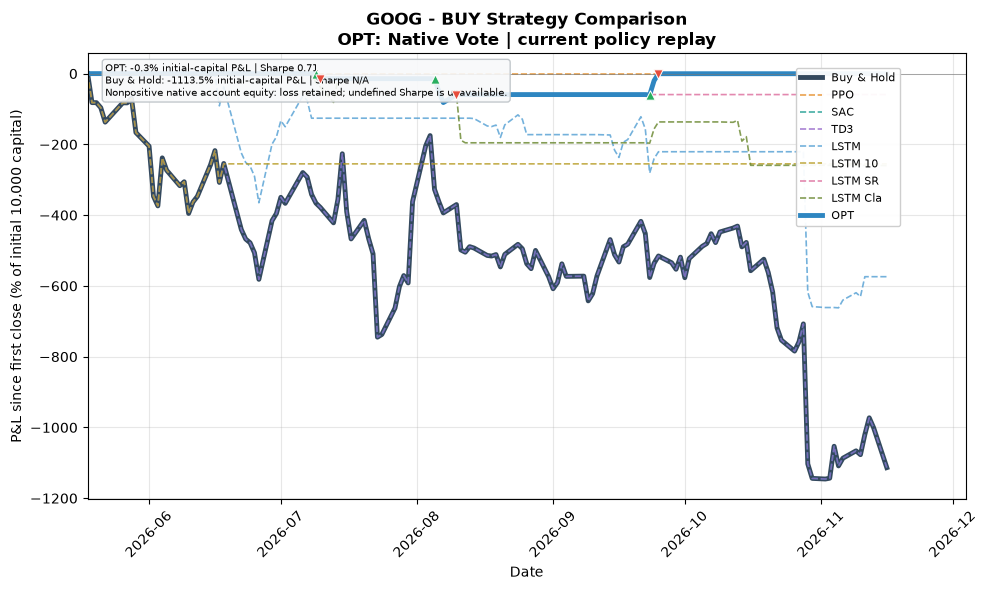 GOOG - BUY Strategy Comparison
OPT: Native Vote | current policy replay
OPT: -0.3% initial-capital P&L | Sharpe 0.71
Buy & Hold: -1113.5% initial-capital P&L | Sharpe N/A
Nonpositive native account equity: loss retained; undefined Sharpe is unavailable.
Buy & Hold
PPO
SAC
TD3
LSTM
LSTM 10
LSTM SR
LSTM Cla
OPT
P&L since first close (% of initial 10,000 capital)
0
−200
−400
−600
−800
−1000
−1200
2026-06
2026-07
2026-08
2026-09
2026-10
2026-11
2026-12
Date